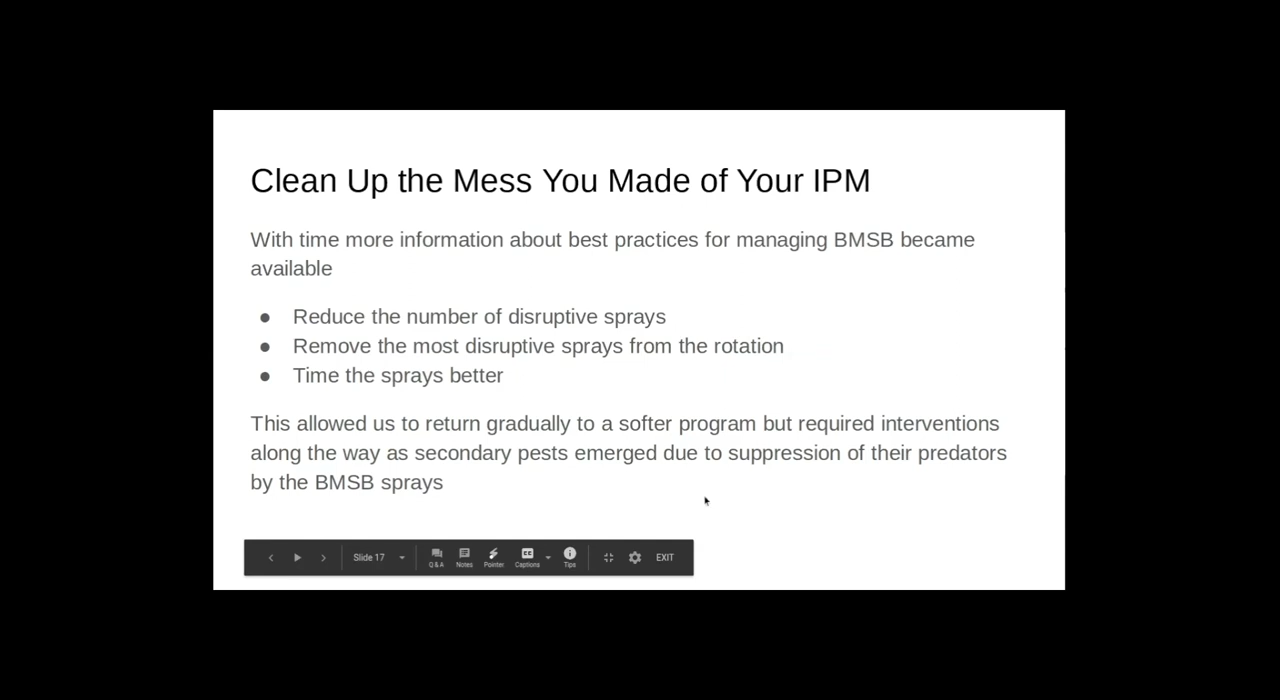 Clean Up the Mess You Made of Your IPM
With time more information about best practices for managing BMSB became
available
● Reduce the number of disruptive sprays
● Remove the most disruptive sprays from the rotation
● Time the sprays better
This allowed us to return gradually to a softer program but required interventions
along the way as secondary pests emerged due to suppression of their predators
by the BMSB sprays
Slide 17 Q & A Notes Pointer CC Captions Tips EXIT